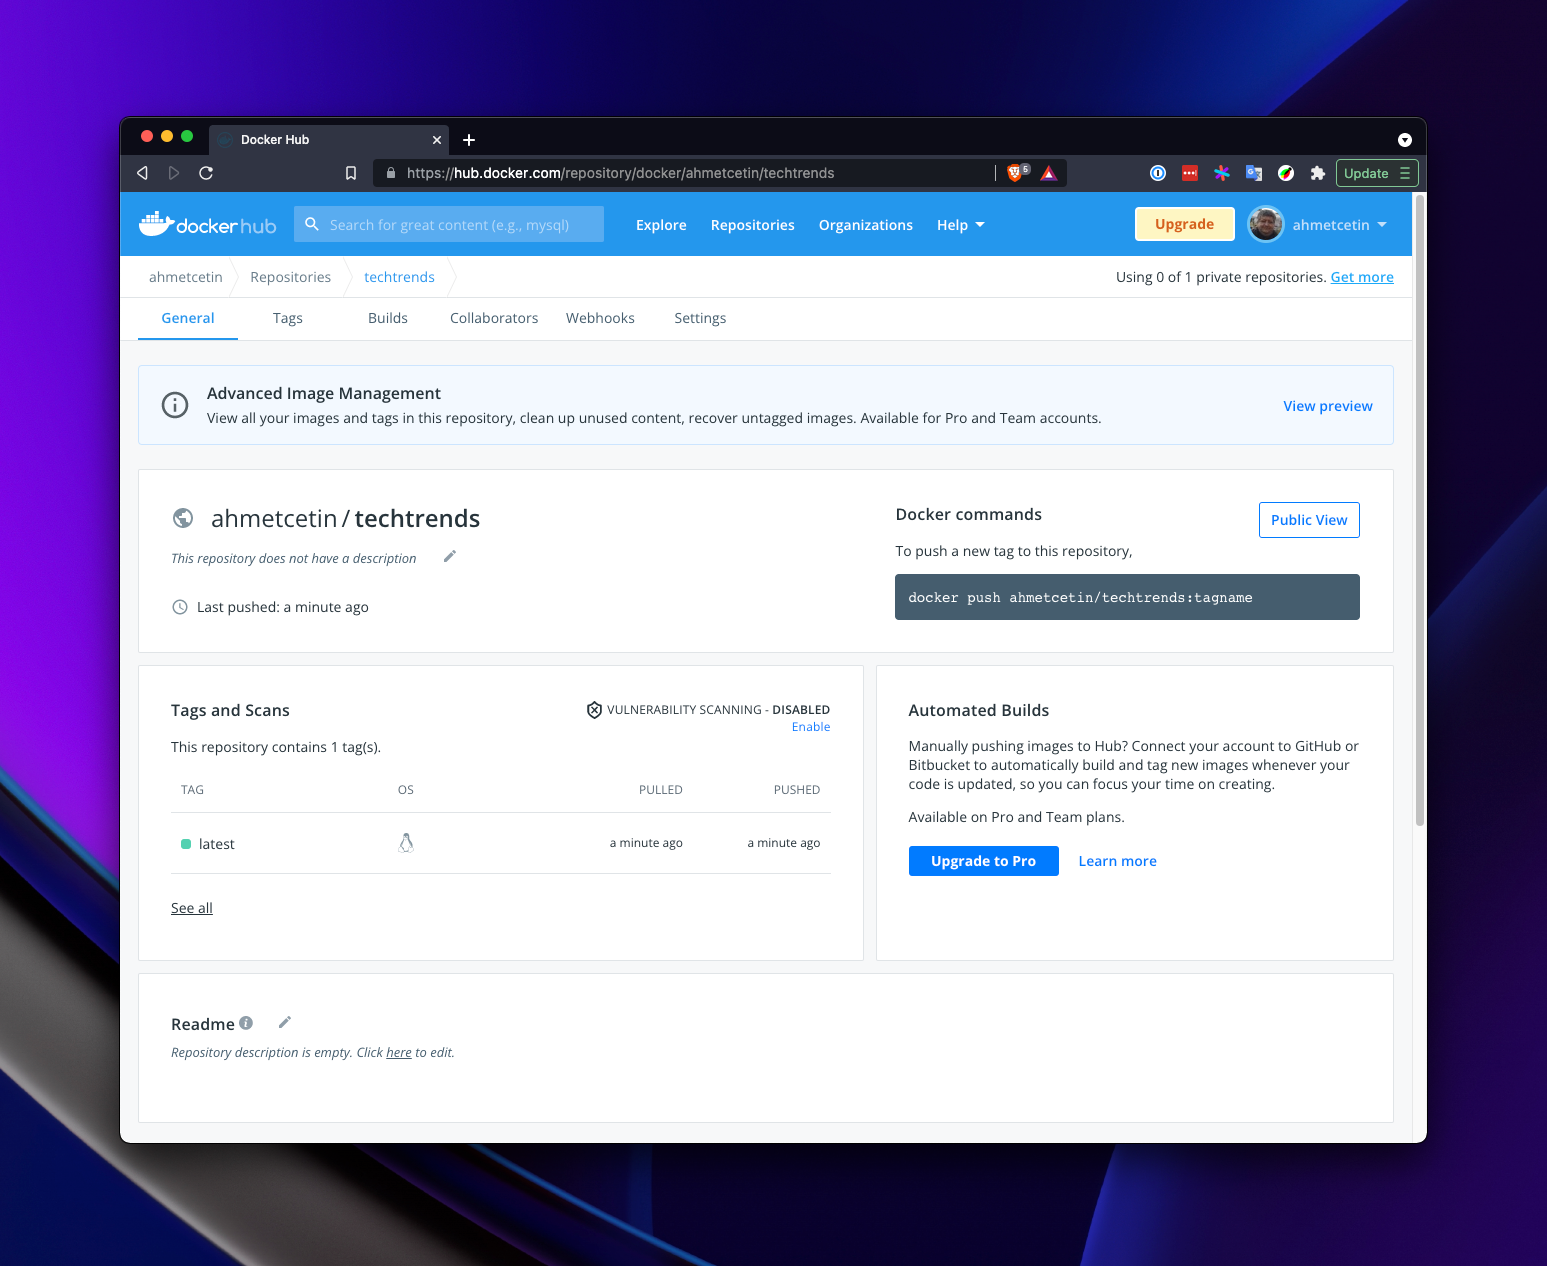 Docker Hub
https://hub.docker.com/repository/docker/ahmetcetin/techtrends
5
Update
docker hub
Search for great content (e.g., mysql)
Explore
Repositories
Organizations
Help
Upgrade
ahmetcetin
ahmetcetin
Repositories
techtrends
Using 0 of 1 private repositories. Get more
General
Tags
Builds
Collaborators
Webhooks
Settings
Advanced Image Management
View all your images and tags in this repository, clean up unused content, recover untagged images. Available for Pro and Team accounts.
View preview
ahmetcetin / techtrends
This repository does not have a description
Last pushed: a minute ago
Docker commands
Public View
To push a new tag to this repository,
docker push ahmetcetin/techtrends:tagname
Tags and Scans
VULNERABILITY SCANNING - DISABLED
Enable
This repository contains 1 tag(s).
TAG
OS
PULLED
PUSHED
latest
a minute ago
a minute ago
See all
Automated Builds
Manually pushing images to Hub? Connect your account to GitHub or
Bitbucket to automatically build and tag new images whenever your
code is updated, so you can focus your time on creating.
Available on Pro and Team plans.
Upgrade to Pro
Learn more
Readme
Repository description is empty. Click here to edit.